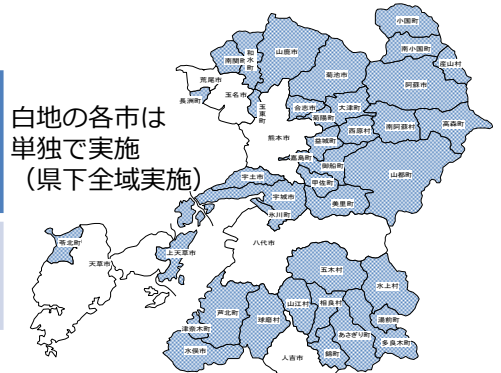 白地の各市は
単独で実施
（県下全域実施）
小国町
南小国町
産山村
和水町
南関町
山鹿市
菊池市
阿蘇市
荒尾市
玉名市
長洲町
玉東町
合志市
大津町
菊陽町
熊本市
西原村
南阿蘇村
高森町
益城町
嘉島町
御船町
山都町
宇土市
甲佐町
宇城市
美里町
氷川町
八代市
苓北町
天草市
上天草市
五木村
水上村
芦北町
球磨村
山江村
相良村
湯前町
あさぎり町
多良木町
津奈木町
水俣市
錦町
人吉市